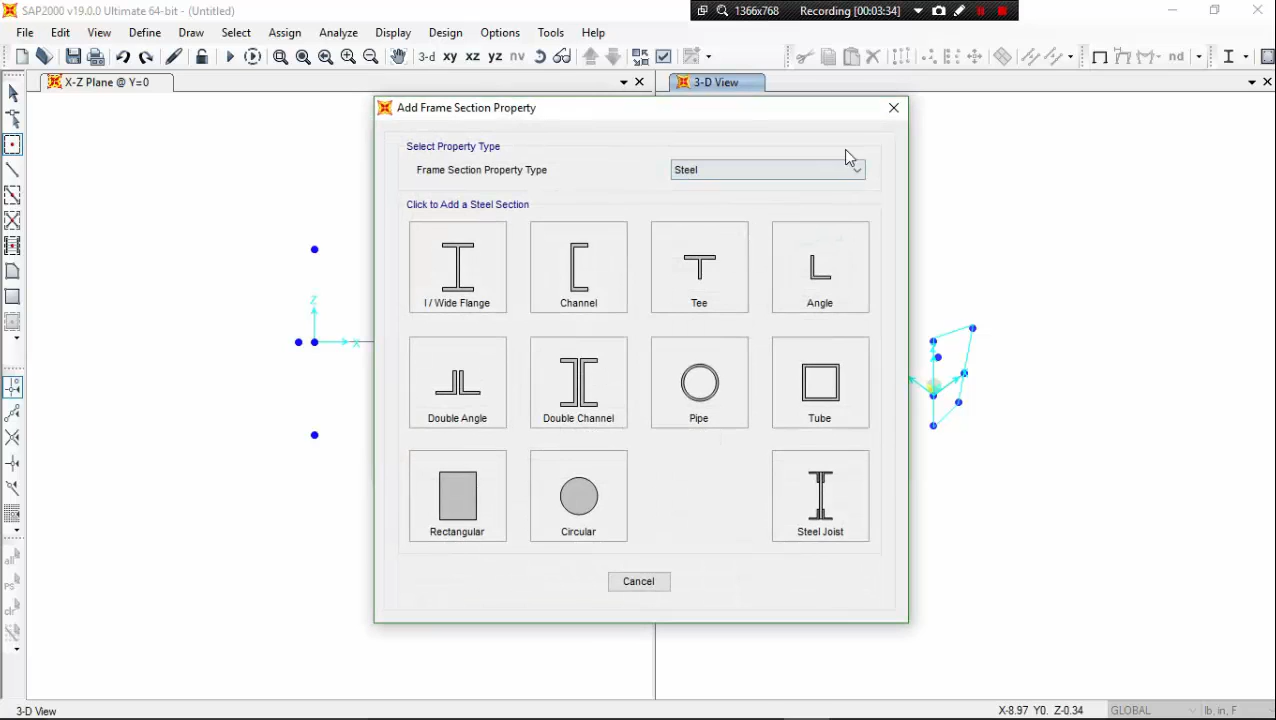 SAP2000 v19.0.0 Ultimate 64-bit - (Untitled)
1366x768
Recording [00:03:34]
File Edit View Define Draw Select Assign Analyze Display Design Options Tools Help
3-d xy xz yz nv
nd
X-Z Plane @ Y=0
3-D View
Add Frame Section Property
Select Property Type
Frame Section Property Type
Steel
Click to Add a Steel Section
I / Wide Flange
Channel
Tee
Angle
Double Angle
Double Channel
Pipe
Tube
Rectangular
Circular
Steel Joist
Cancel
Z
X
all
PS
clr
3-D View
X-8.97 Y0. Z-0.34
GLOBAL
lb, in, F